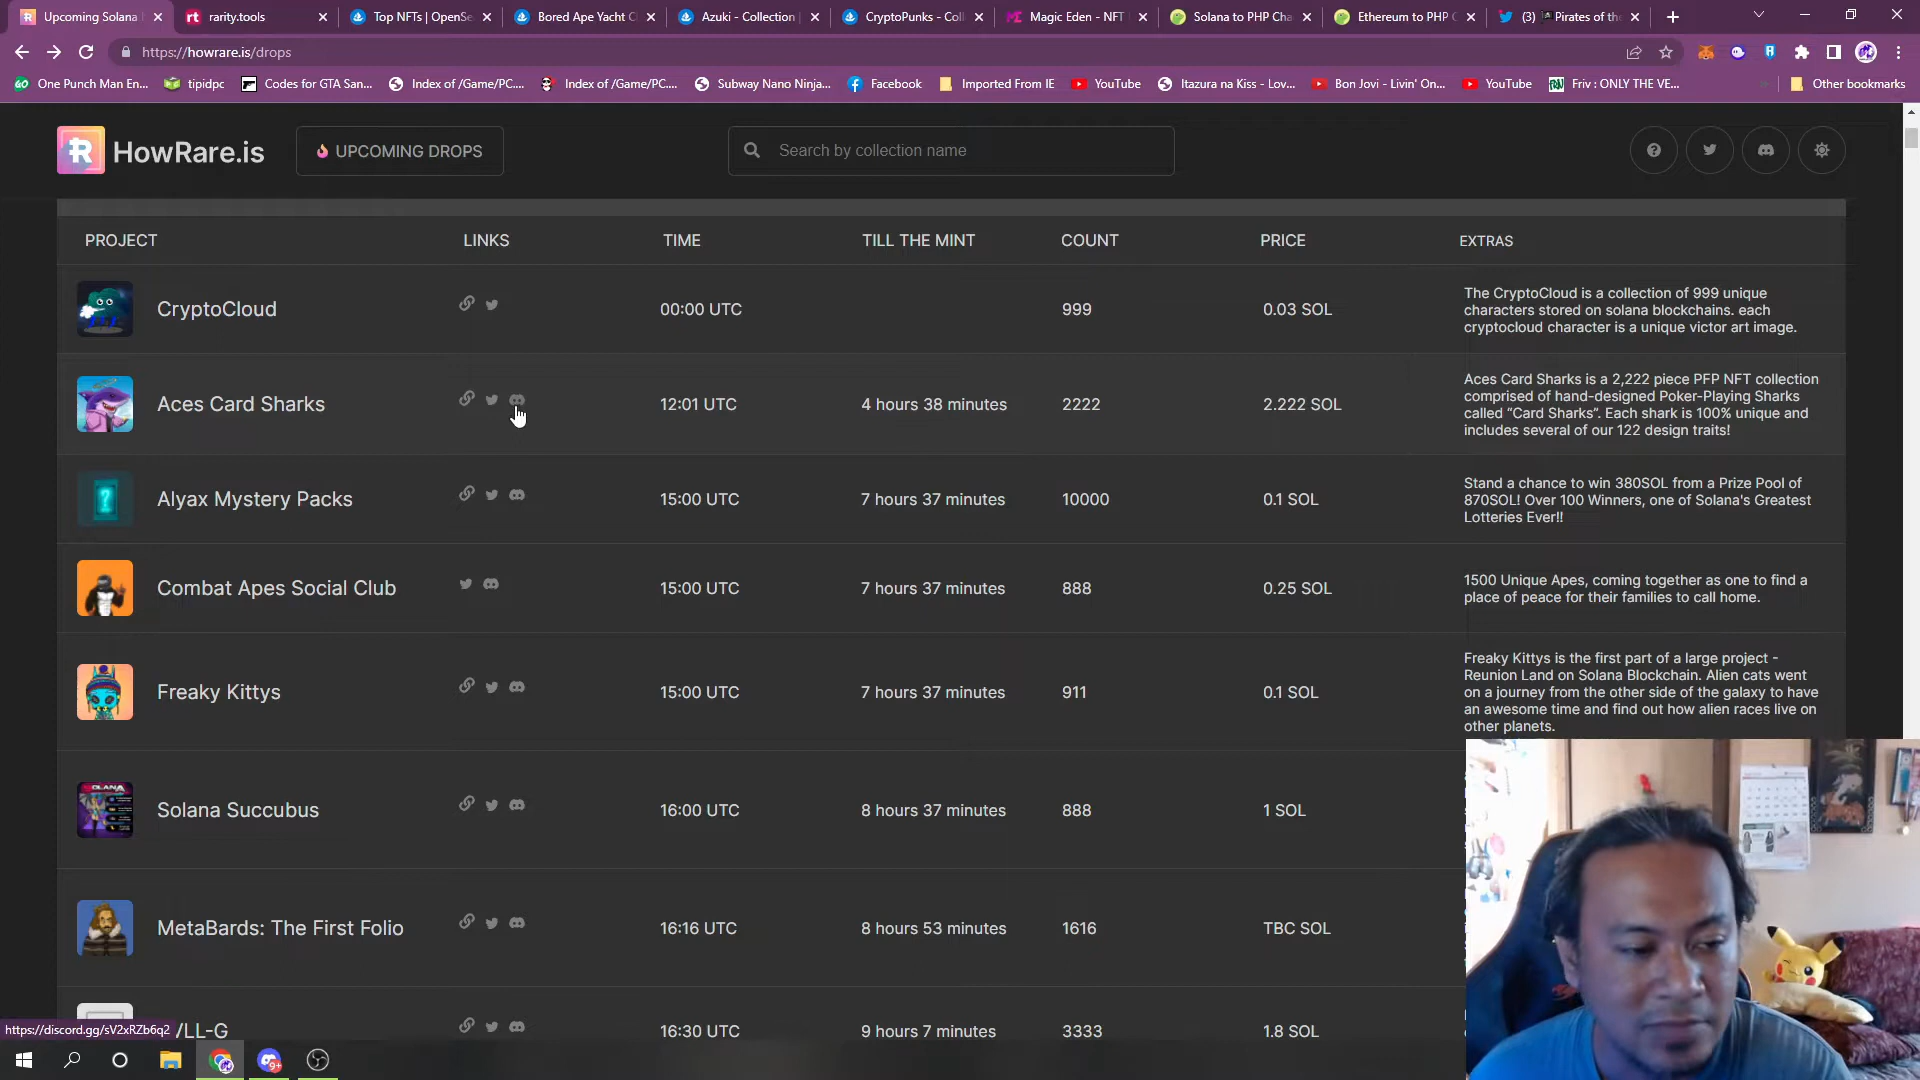 Upcoming Solana
rarity.tools
Top NFTs | OpenSe
Bored Ape Yacht C
Azuki - Collection |
CryptoPunks - Coll
Magic Eden - NFT
Solana to PHP Cha
Ethereum to PHP C
(3) Pirates of the
https://howrare.is/drops
One Punch Man En...
tipidpc
Codes for GTA San...
Index of /Game/PC....
Index of /Game/PC....
Subway Nano Ninja...
Facebook
Imported From IE
YouTube
Itazura na Kiss - Lov...
Bon Jovi - Livin' On...
YouTube
Friv : ONLY THE VE...
Other bookmarks
HowRare.is
UPCOMING DROPS
Search by collection name
PROJECT LINKS TIME TILL THE MINT COUNT PRICE EXTRAS
CryptoCloud 00:00 UTC 999 0.03 SOL
The CryptoCloud is a collection of 999 unique
characters stored on solana blockchains. each
cryptocloud character is a unique victor art image.
Aces Card Sharks 12:01 UTC 4 hours 38 minutes 2222 2.222 SOL
Aces Card Sharks is a 2,222 piece PFP NFT collection
comprised of hand-designed Poker-Playing Sharks
called “Card Sharks”. Each shark is 100% unique and
includes several of our 122 design traits!
Alyax Mystery Packs 15:00 UTC 7 hours 37 minutes 10000 0.1 SOL
Stand a chance to win 380SOL from a Prize Pool of
870SOL! Over 100 Winners, one of Solana's Greatest
Lotteries Ever!!
Combat Apes Social Club 15:00 UTC 7 hours 37 minutes 888 0.25 SOL
1500 Unique Apes, coming together as one to find a
place of peace for their families to call home.
Freaky Kittys 15:00 UTC 7 hours 37 minutes 911 0.1 SOL
Freaky Kittys is the first part of a large project -
Reunion Land on Solana Blockchain. Alien cats went
on a journey from the other side of the galaxy to have
an awesome time and find out how alien races live on
other planets.
Solana Succubus 16:00 UTC 8 hours 37 minutes 888 1 SOL
MetaBards: The First Folio 16:16 UTC 8 hours 53 minutes 1616 TBC SOL
/LL-G 16:30 UTC 9 hours 7 minutes 3333 1.8 SOL
https://discord.gg/sV2xRZb6q2
9+